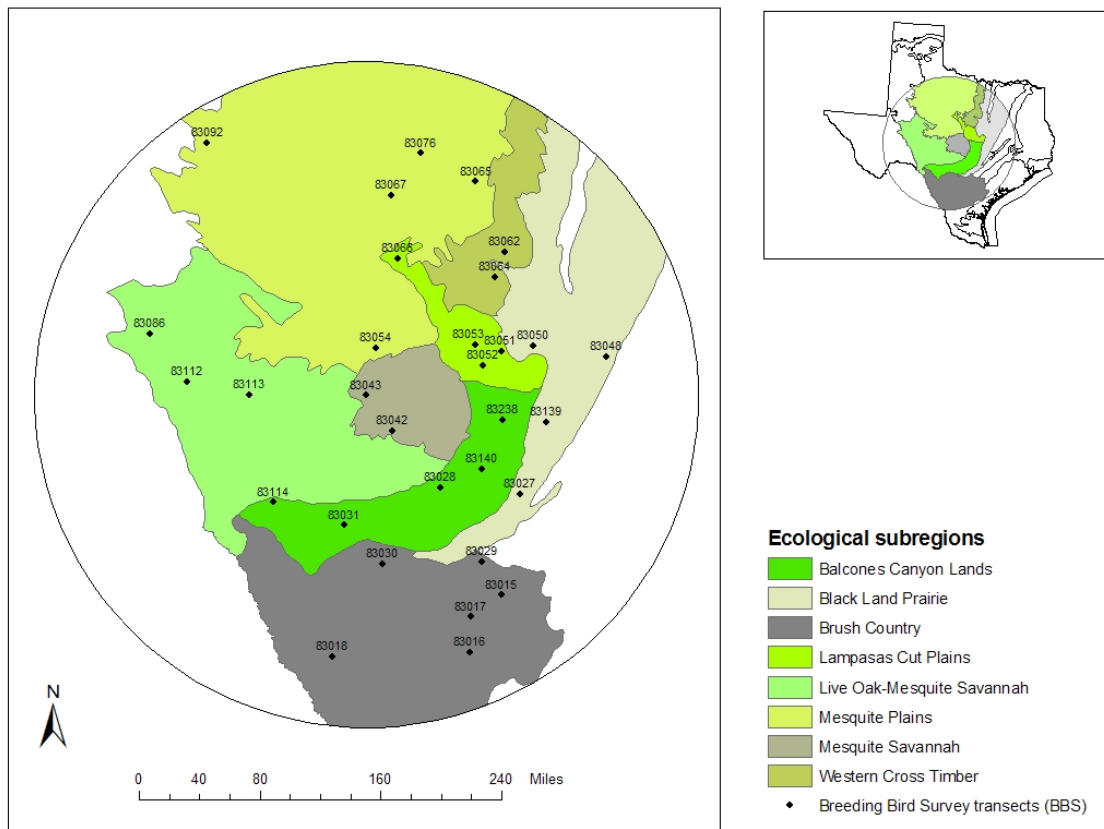 83092
83076
83065
83067
83062
83066
83064
83086
83054
83053
83051
83050
83048
83052
83112
83113
83043
83238
83139
83042
83140
83028
83027
83114
83031
83030
83029
83015
83017
83018
83016
N
0 40 80 160 240 Miles
Ecological subregions
Balcones Canyon Lands
Black Land Prairie
Brush Country
Lampasas Cut Plains
Live Oak-Mesquite Savannah
Mesquite Plains
Mesquite Savannah
Western Cross Timber
Breeding Bird Survey transects (BBS)